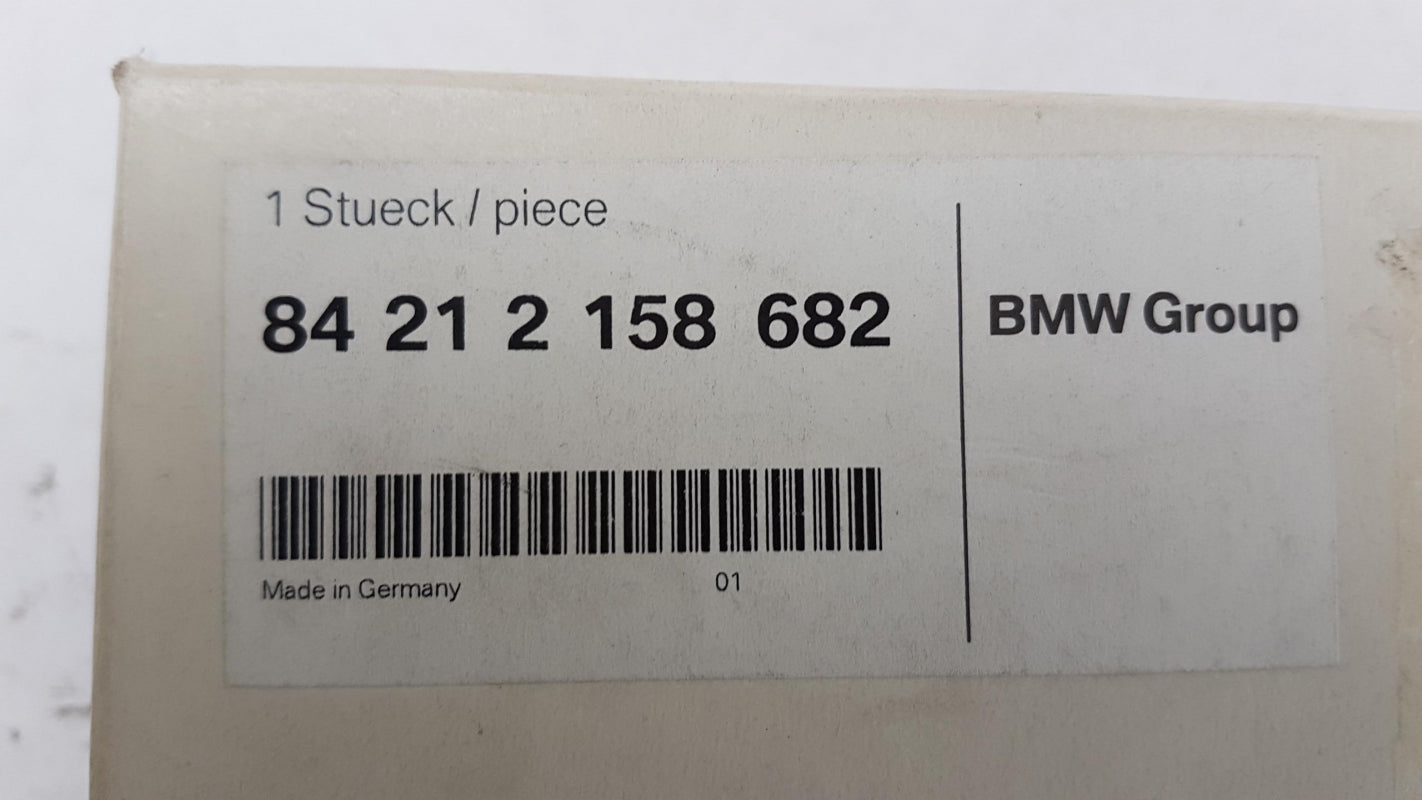 1 Stueck / piece
84 21 2 158 682
BMW Group
Made in Germany 01